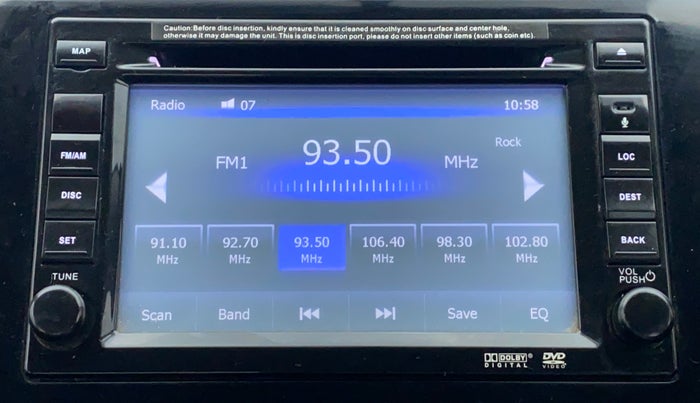 Caution:Before disc insertion, kindly ensure that it is cleaned smoothly on disc surface and center hole,
otherwise it may damage the unit. This is disc insertion port, please do not insert other items (such as coin etc).
MAP
Radio 07 10:58
Rock
FM/AM
FM1 93.50 MHz
LOC
DISC
DEST
SET
91.10 92.70 93.50 106.40 98.30 102.80
MHz MHz MHz MHz MHz MHz
BACK
TUNE
VOL
PUSH
Scan Band Save EQ
DOLBY
DIGITAL
DVD
VIDEO